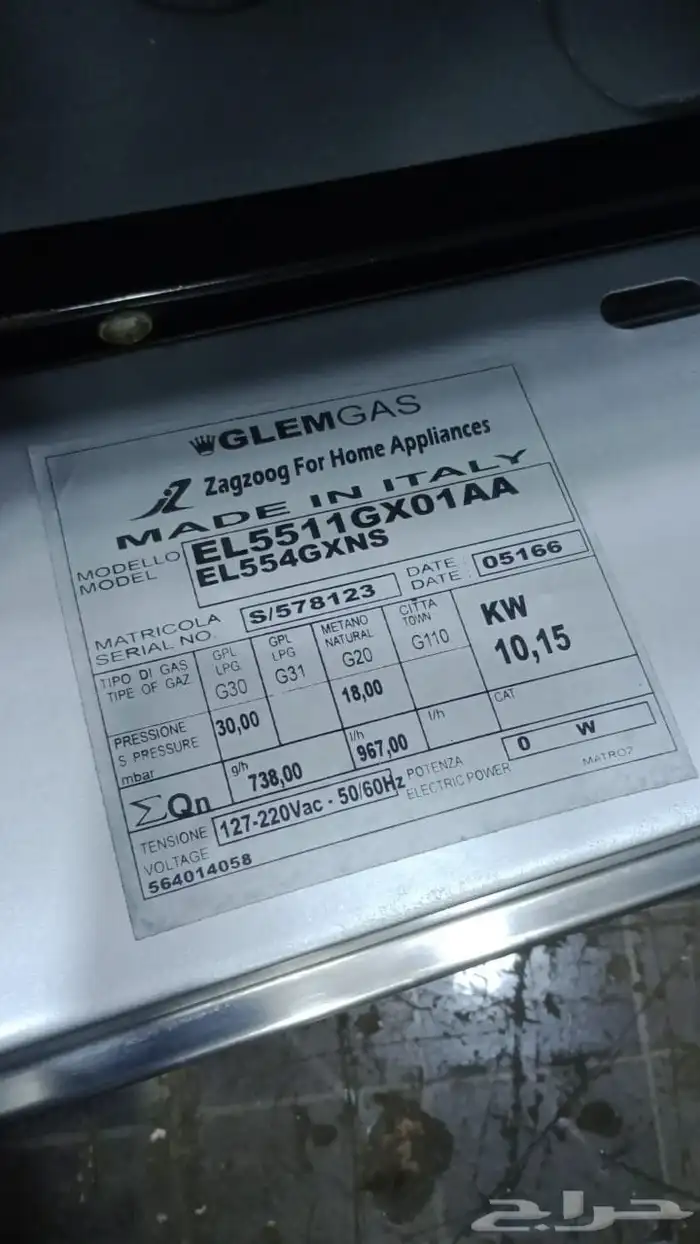 GLEMGAS
JZ Zagzoog For Home Appliances
MADE IN ITALY
MODELLO EL5511GX01AA
MODEL EL554GXNS
MATRICOLA S/578123 DATE 05166
SERIAL NO. DATE :
TIPO DI GAS GPL GPL METANO CITTA KW
TIPE OF GAZ LPG LPG NATURAL TOWN 10,15
G30 G31 G20 G110
PRESSIONE 30,00 18,00 CAT
S PRESSURE
mbar g/h l/h l/h
ΣQn 738,00 967,00
TENSIONE 127-220Vac - 50/60Hz POTENZA 0 W
VOLTAGE ELECTRIC POWER MATR07
564014058
حراج